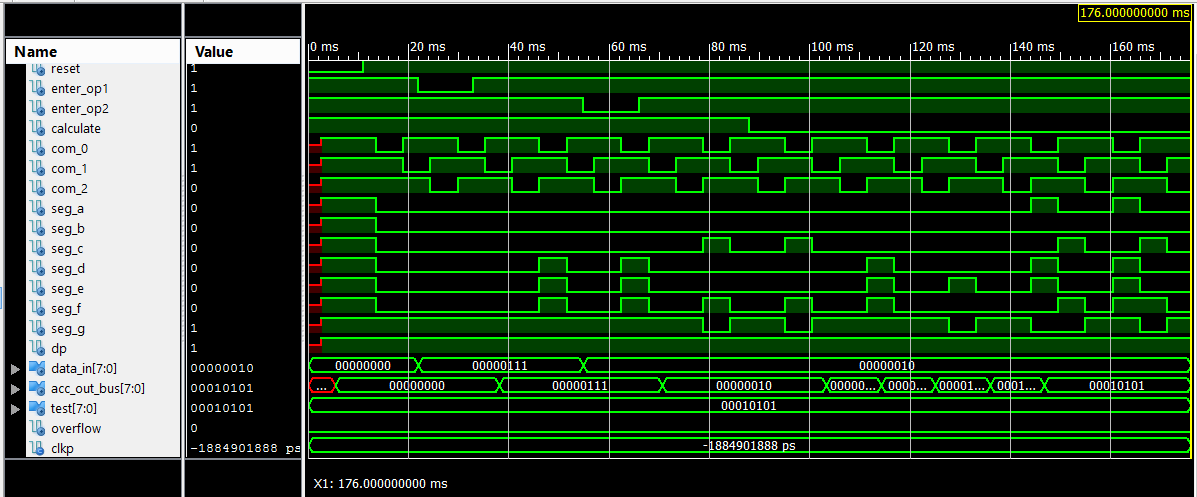 176.000000000 ms
Name Value 0 ms 20 ms 40 ms 60 ms 80 ms 100 ms 120 ms 140 ms 160 ms
reset 1
enter_op1 1
enter_op2 1
calculate 0
com_0 1
com_1 1
com_2 0
seg_a 0
seg_b 0
seg_c 0
seg_d 0
seg_e 0
seg_f 0
seg_g 1
dp 1
data_in[7:0] 00000010 00000000 00000111 00000010
acc_out_bus[7:0] 00010101 ... 00000000 00000111 00000010 00000... 0000... 00001... 0001... 00010101
test[7:0] 00010101 00010101
overflow 0
clkp -1884901888 ps -1884901888 ps
X1: 176.000000000 ms